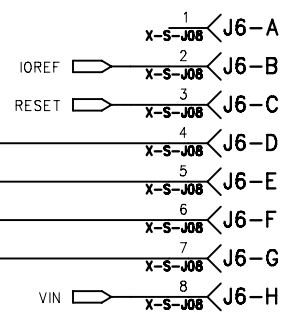 1 J6-A
X-S-J08
IOREF 2 J6-B
X-S-J08
RESET 3 J6-C
X-S-J08
4 J6-D
X-S-J08
5 J6-E
X-S-J08
6 J6-F
X-S-J08
7 J6-G
X-S-J08
VIN 8 J6-H
X-S-J08